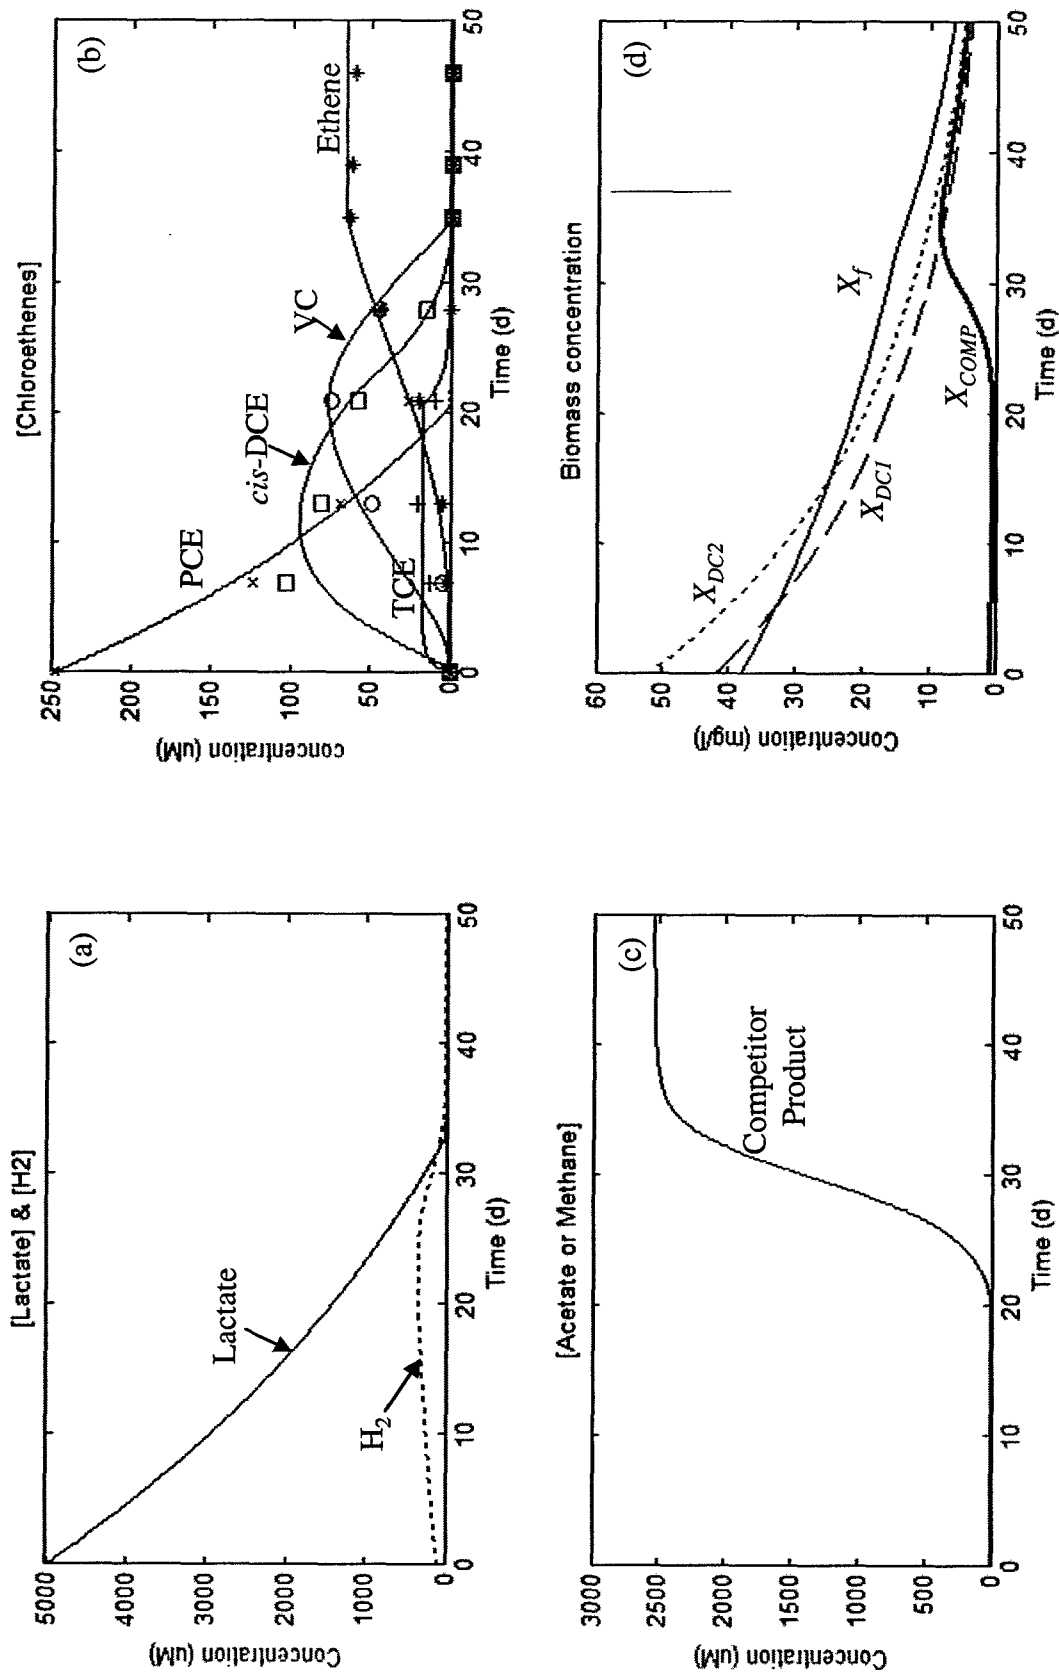 [Lactate] & [H2]
(a)
Concentration (uM)
5000
4000
3000
2000
1000
0
Lactate
H2
0
10
20
30
40
50
Time (d)
[Chloroethenes]
(b)
concentration (uM)
250
200
150
100
50
0
PCE
cis-DCE
VC
Ethene
TCE
0
10
20
30
40
50
Time (d)
[Acetate or Methane]
(c)
Concentration (uM)
3000
2500
2000
1500
1000
500
0
Competitor
Product
0
10
20
30
40
50
Time (d)
Biomass concentration
(d)
Concentration (mg/l)
60
50
40
30
20
10
0
XDC2
XDC1
Xf
XCOMP
0
10
20
30
40
50
Time (d)